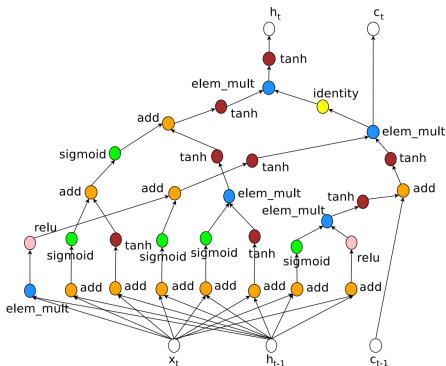 h_t c_t
tanh
elem_mult
identity
add tanh
elem_mult
sigmoid tanh tanh tanh
add add elem_mult tanh add
relu elem_mult
sigmoid tanh sigmoid sigmoid tanh sigmoid relu
elem_mult add add add add add add add
x_t h_t-1 c_t-1